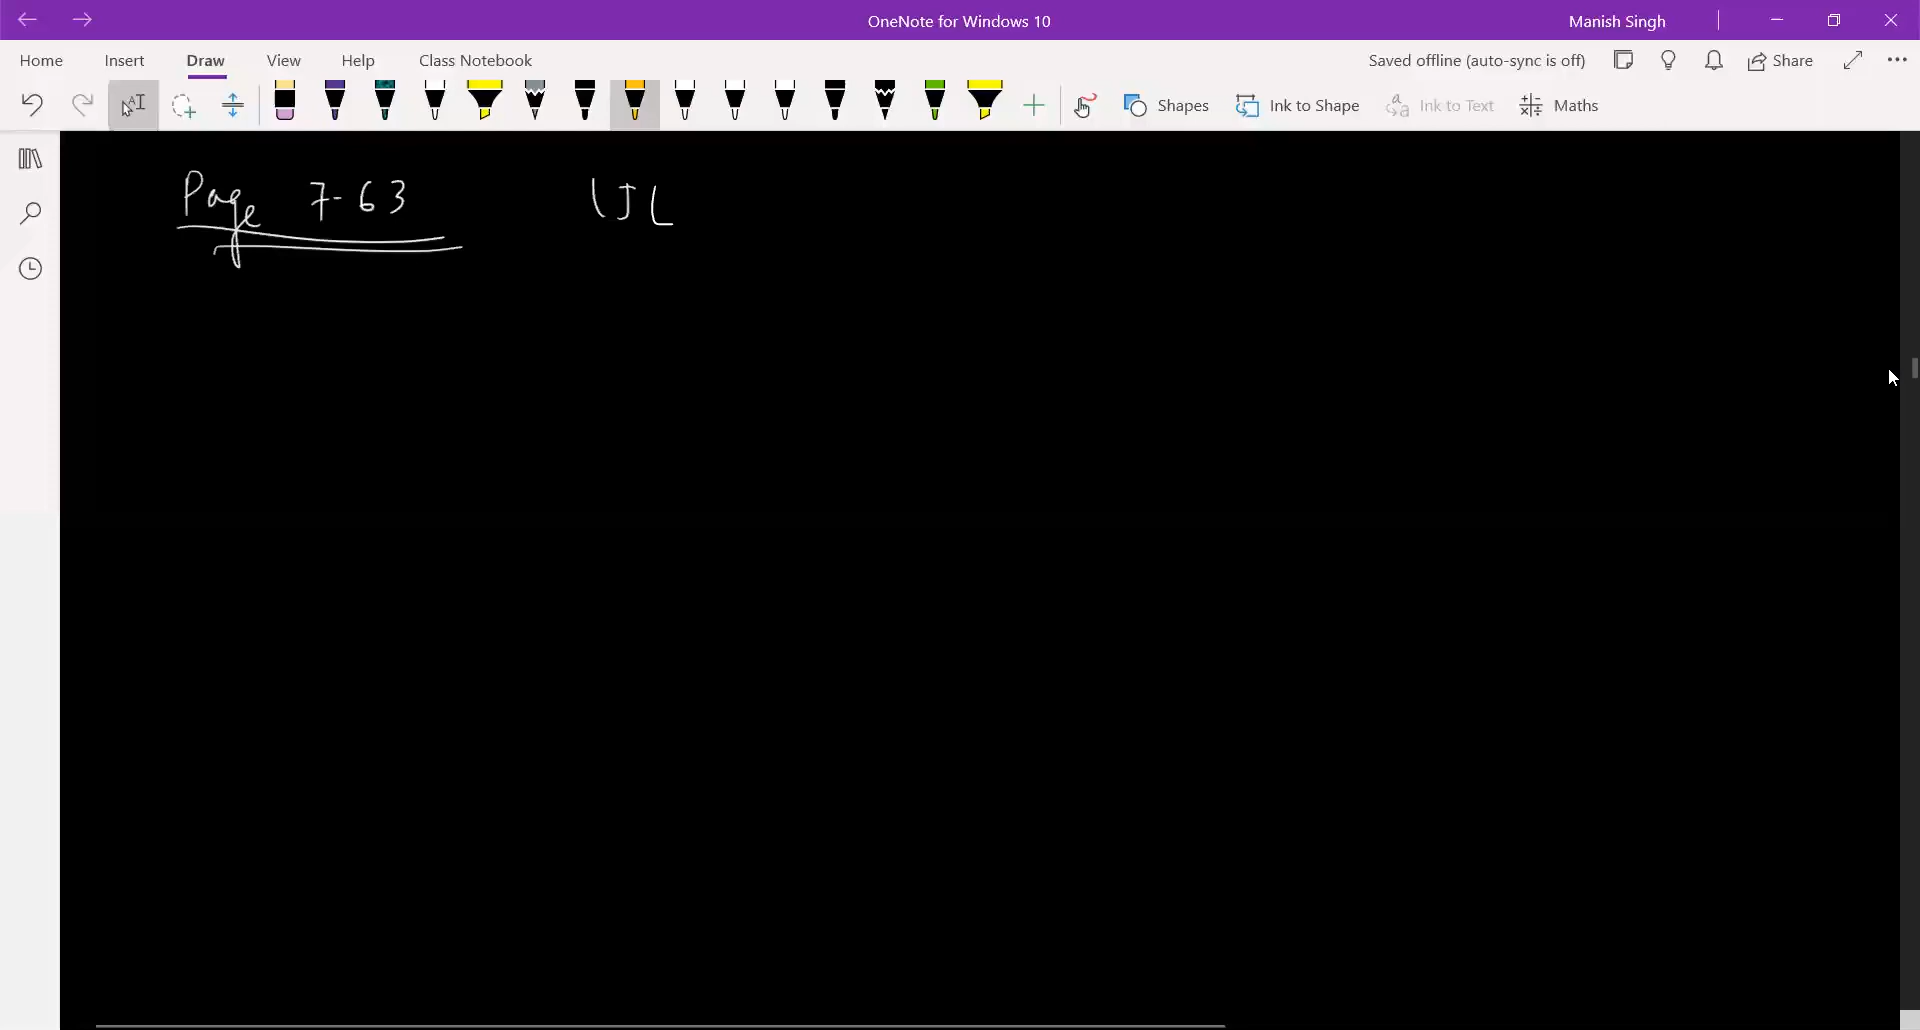 OneNote for Windows 10 Manish Singh
Home Insert Draw View Help Class Notebook Saved offline (auto-sync is off) Share
Shapes Ink to Shape Ink to Text Maths
Page 7-63 IJL